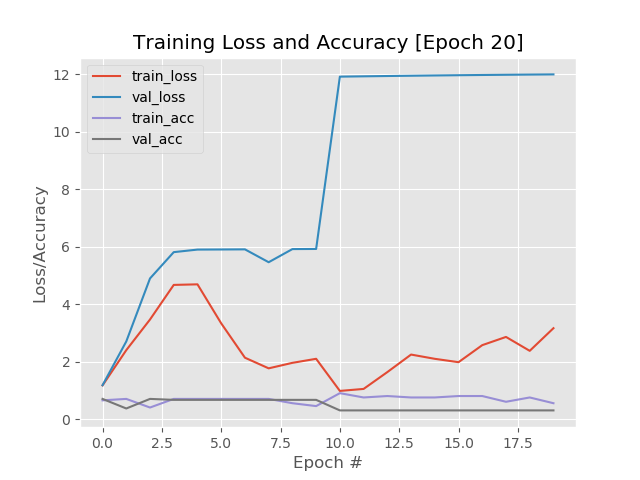 Training Loss and Accuracy [Epoch 20]
train_loss
val_loss
train_acc
val_acc
12
10
8
6
4
2
0
Loss/Accuracy
0.0 2.5 5.0 7.5 10.0 12.5 15.0 17.5
Epoch #